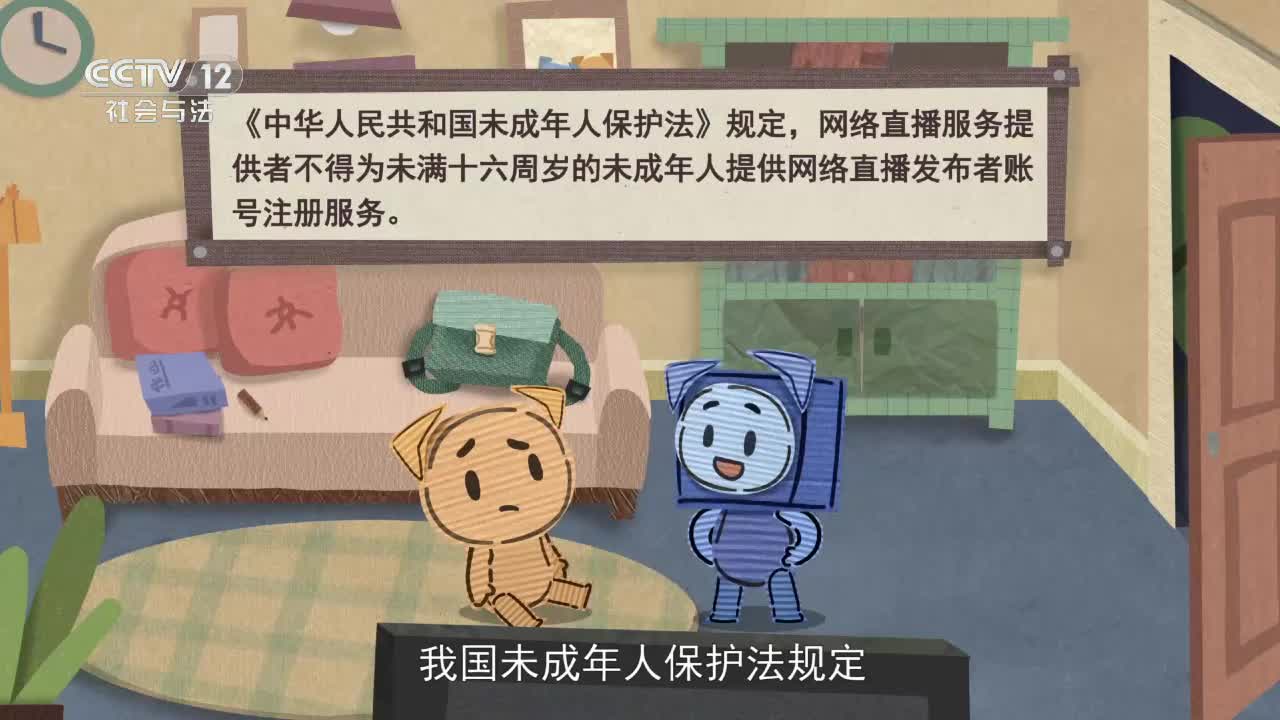 CCTV 12
社会与法
《中华人民共和国未成年人保护法》规定，网络直播服务提
供者不得为未满十六周岁的未成年人提供网络直播发布者账
号注册服务。
我国未成年人保护法规定